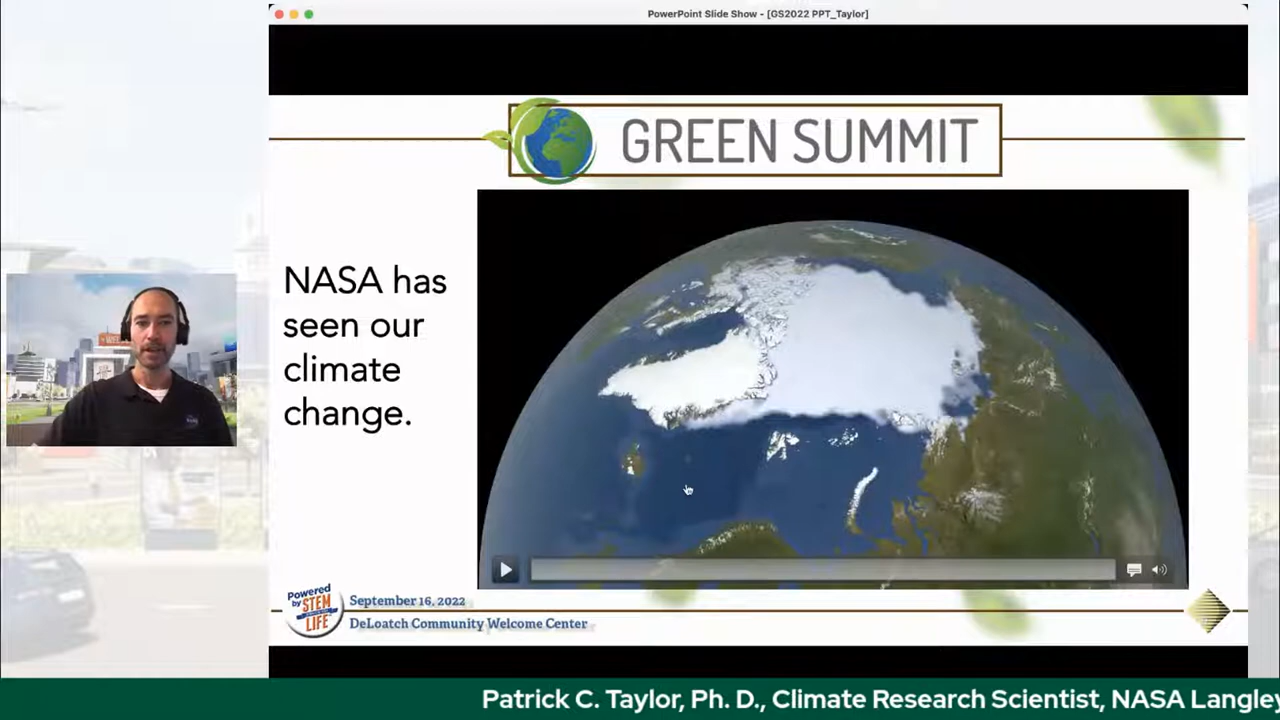 PowerPoint Slide Show - [GS2022 PPT_Taylor]
GREEN SUMMIT
NASA has
seen our
climate
change.
Powered
by STEM
LIFE
September 16, 2022
DeLoatch Community Welcome Center
Patrick C. Taylor, Ph. D., Climate Research Scientist, NASA Langley